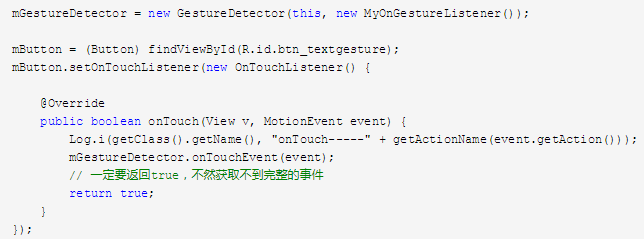 mGestureDetector = new GestureDetector(this, new MyOnGestureListener());
mButton = (Button) findViewById(R.id.btn_textgesture);
mButton.setOnTouchListener(new OnTouchListener() {
@Override
public boolean onTouch(View v, MotionEvent event) {
Log.i(getClass().getName(), "onTouch-----" + getActionName(event.getAction()));
mGestureDetector.onTouchEvent(event);
// 一定要返回true，不然获取不到完整的事件
return true;
}
});